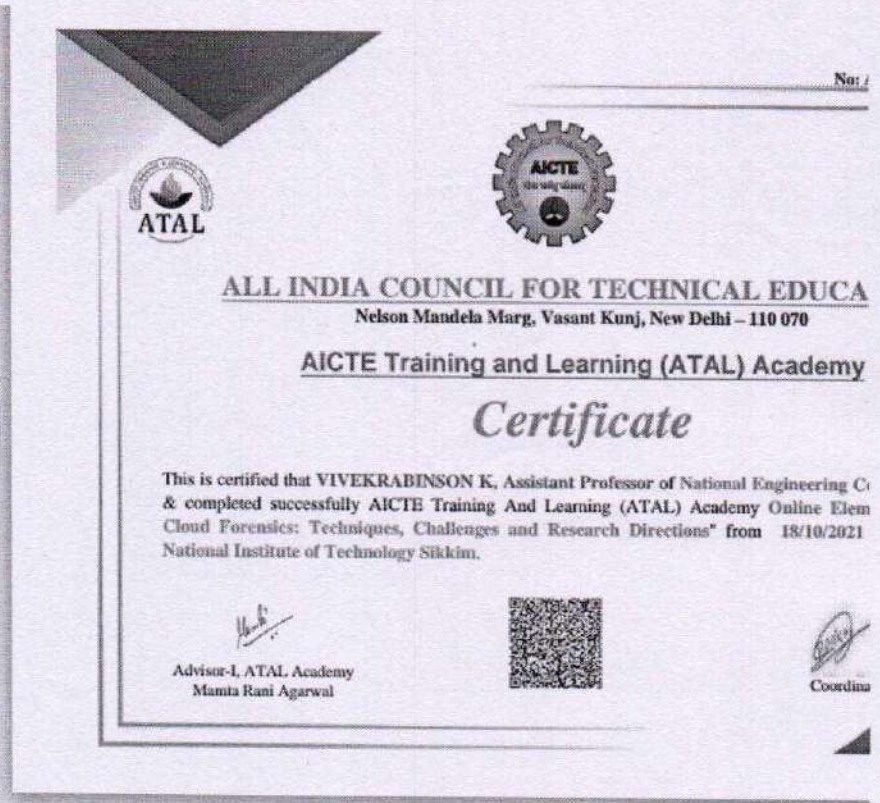 No:
ATAL
AICTE
ALL INDIA COUNCIL FOR TECHNICAL EDUCA
Nelson Mandela Marg, Vasant Kunj, New Delhi – 110 070
AICTE Training and Learning (ATAL) Academy
Certificate
This is certified that VIVEKRABINSON K, Assistant Professor of National Engineering
& completed successfully AICTE Training And Learning (ATAL) Academy Online Elem
Cloud Forensics: Techniques, Challenges and Research Directions" from 18/10/2021
National Institute of Technology Sikkim.
Advisor-I, ATAL Academy
Mamta Rani Agarwal
Coordina